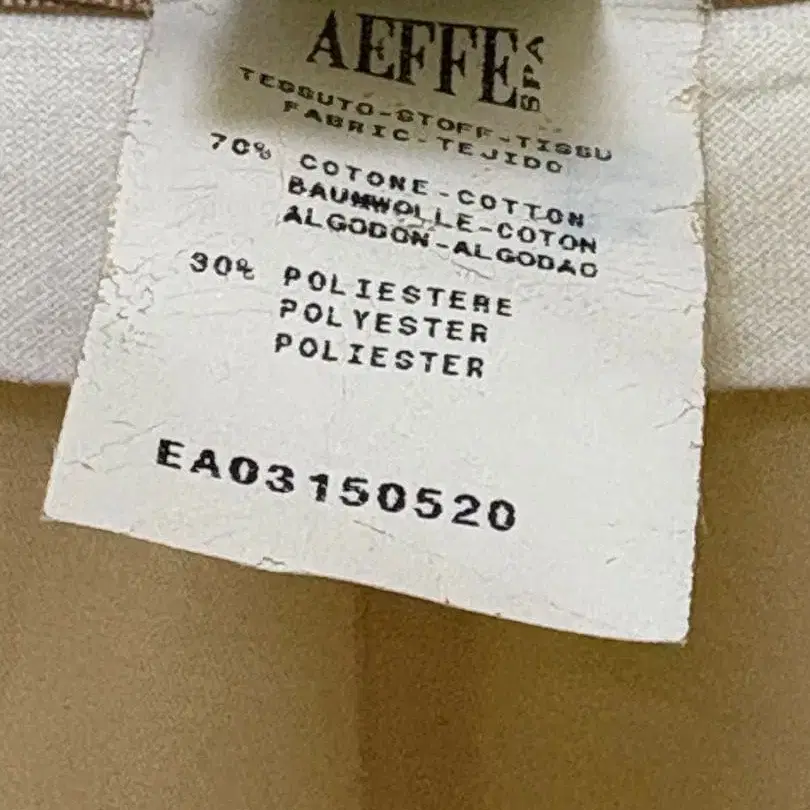 AEFFE SPA
TESSUTO-STOFF-TISSU
FABRIC-TEJIDO
70% COTONE-COTTON
BAUMWOLLE-COTON
ALGODON-ALGODAO
30% POLIESTERE
POLYESTER
POLIESTER
EA03150520